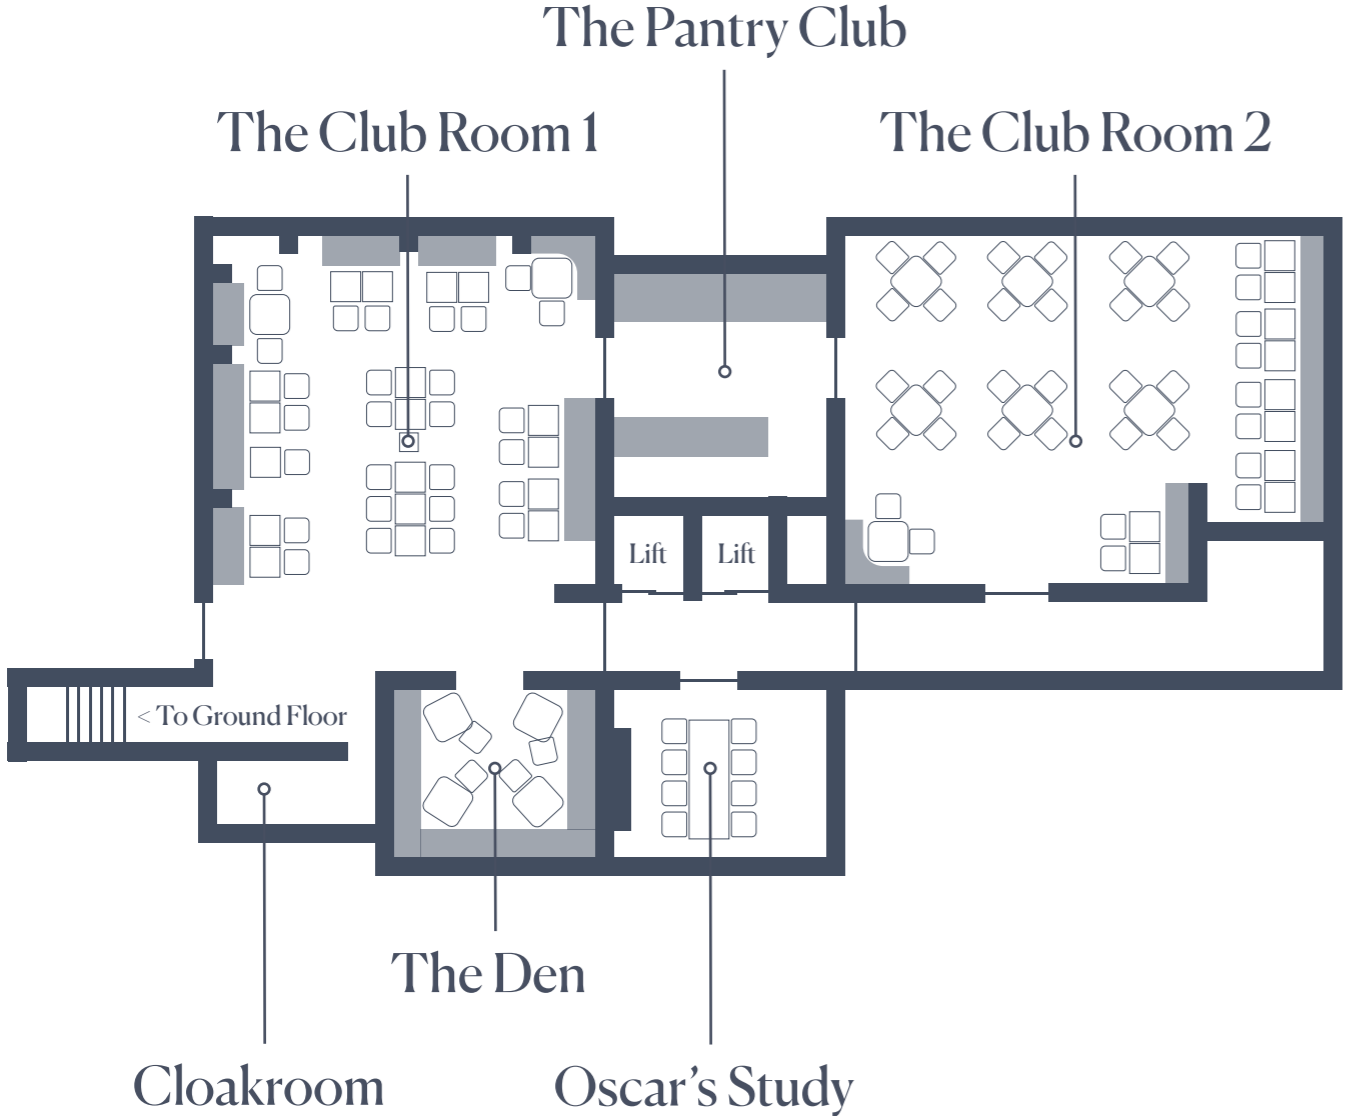 The Pantry Club
The Club Room 1
The Club Room 2
Lift
Lift
< To Ground Floor
The Den
Cloakroom
Oscar’s Study